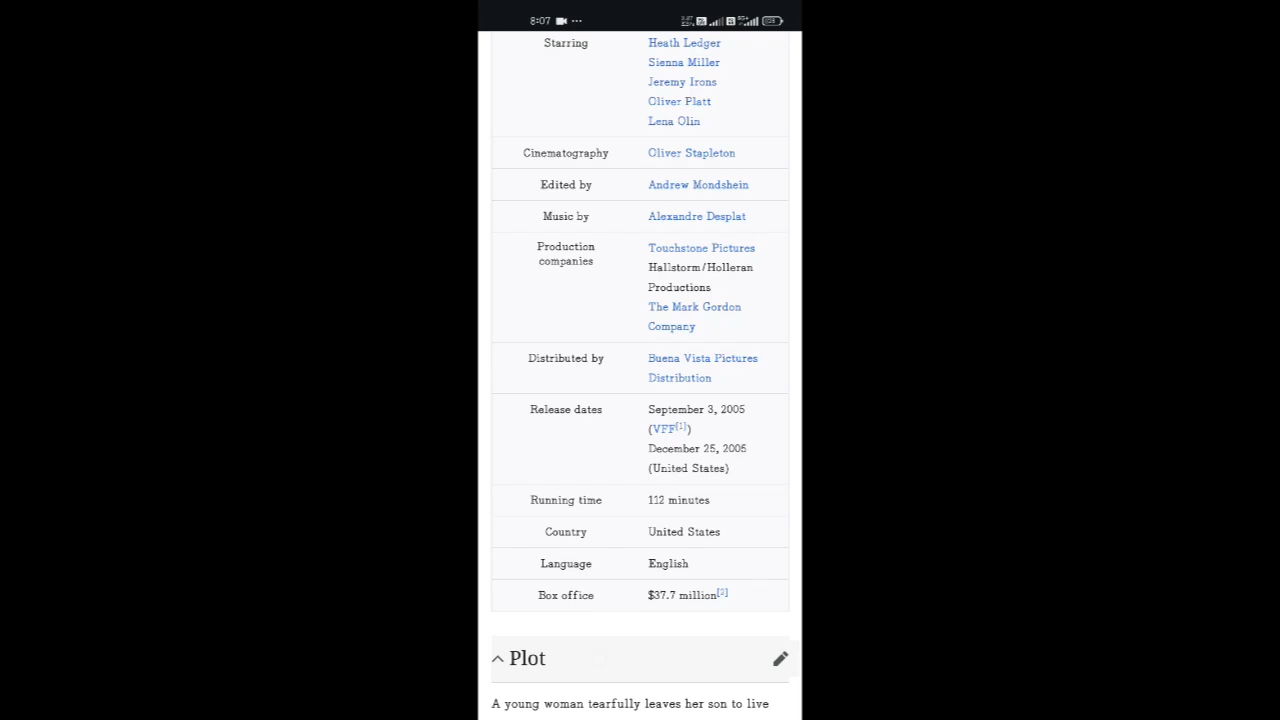 8:07
Starring
Heath Ledger
Sienna Miller
Jeremy Irons
Oliver Platt
Lena Olin
Cinematography
Oliver Stapleton
Edited by
Andrew Mondshein
Music by
Alexandre Desplat
Production
companies
Touchstone Pictures
Hallstorm/Holleran
Productions
The Mark Gordon
Company
Distributed by
Buena Vista Pictures
Distribution
Release dates
September 3, 2005
(VFF[1])
December 25, 2005
(United States)
Running time
112 minutes
Country
United States
Language
English
Box office
$37.7 million[2]
Plot
A young woman tearfully leaves her son to live